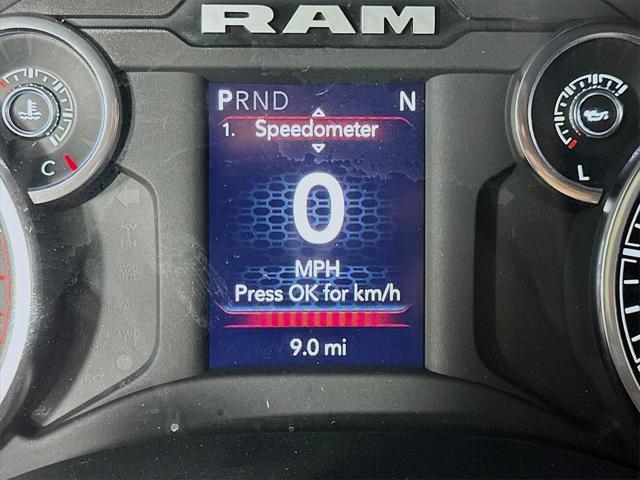 RAM
PRND N
1. Speedometer
0
MPH
Press OK for km/h
9.0 mi
C
L